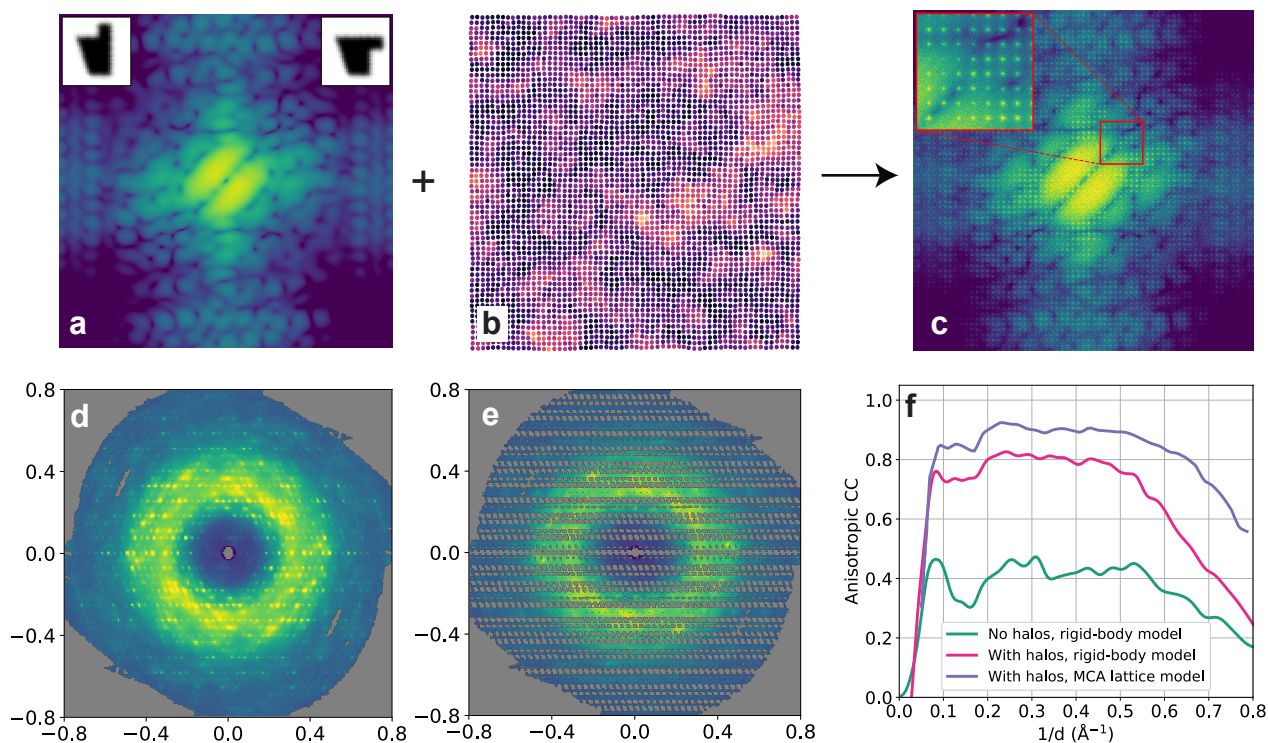 a
+
b
c
d
0.8
0.4
0.0
−0.4
−0.8
−0.8 −0.4 0.0 0.4 0.8
e
0.8
0.4
0.0
−0.4
−0.8
−0.8 −0.4 0.0 0.4 0.8
f
Anisotropic CC
1.0
0.8
0.6
0.4
0.2
0.0
No halos, rigid-body model
With halos, rigid-body model
With halos, MCA lattice model
0.0 0.1 0.2 0.3 0.4 0.5 0.6 0.7 0.8
1/d (Å⁻¹)